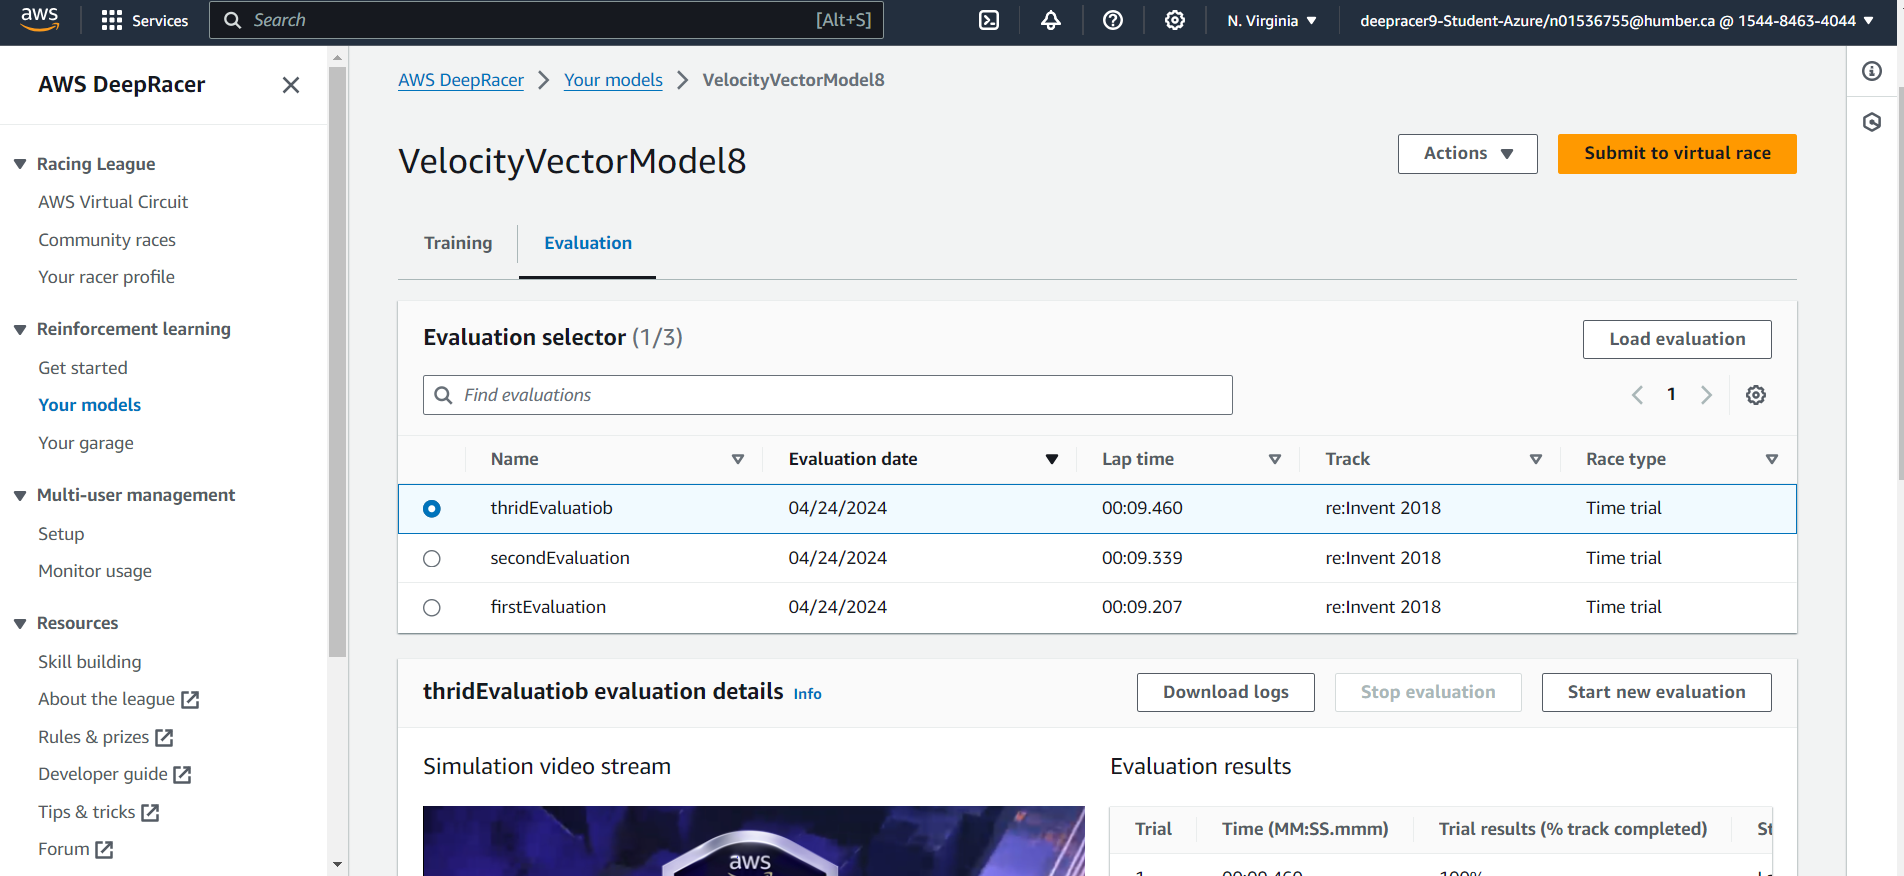 aws
Services
Search
[Alt+S]
N. Virginia
deepracer9-Student-Azure/n01536755@humber.ca @ 1544-8463-4044
AWS DeepRacer
Racing League
AWS Virtual Circuit
Community races
Your racer profile
Reinforcement learning
Get started
Your models
Your garage
Multi-user management
Setup
Monitor usage
Resources
Skill building
About the league
Rules & prizes
Developer guide
Tips & tricks
Forum
AWS DeepRacer > Your models > VelocityVectorModel8
VelocityVectorModel8
Actions
Submit to virtual race
Training
Evaluation
Evaluation selector (1/3)
Load evaluation
Find evaluations
1
Name Evaluation date Lap time Track Race type
thridEvaluatiob 04/24/2024 00:09.460 re:Invent 2018 Time trial
secondEvaluation 04/24/2024 00:09.339 re:Invent 2018 Time trial
firstEvaluation 04/24/2024 00:09.207 re:Invent 2018 Time trial
thridEvaluatiob evaluation details Info
Download logs
Stop evaluation
Start new evaluation
Simulation video stream
aws
Evaluation results
Trial Time (MM:SS.mmm) Trial results (% track completed)
1 00:09.460 100%